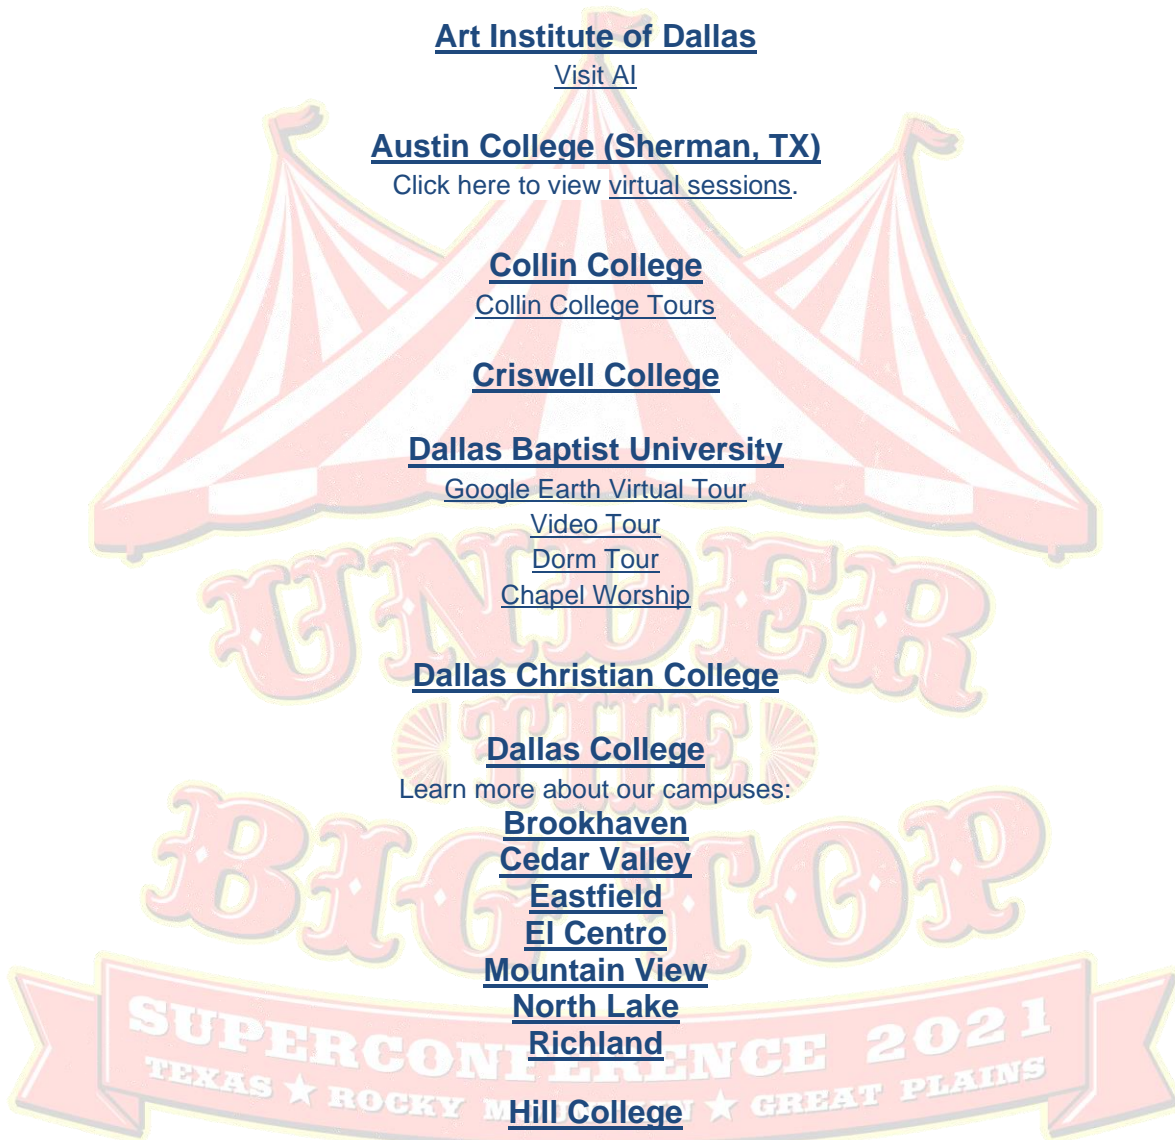 Art Institute of Dallas
Visit AI
Austin College (Sherman, TX)
Click here to view virtual sessions.
Collin College
Collin College Tours
Criswell College
Dallas Baptist University
Google Earth Virtual Tour
Video Tour
Dorm Tour
Chapel Worship
UNDER
Dallas Christian College
THE
Dallas College
Learn more about our campuses:
Brookhaven
Cedar Valley
Eastfield
El Centro
BIG TOP
Mountain View
North Lake
Richland
SUPERCONFERENCE 2021
TEXAS ★ ROCKY MOUNTAIN ★ GREAT PLAINS
Hill College